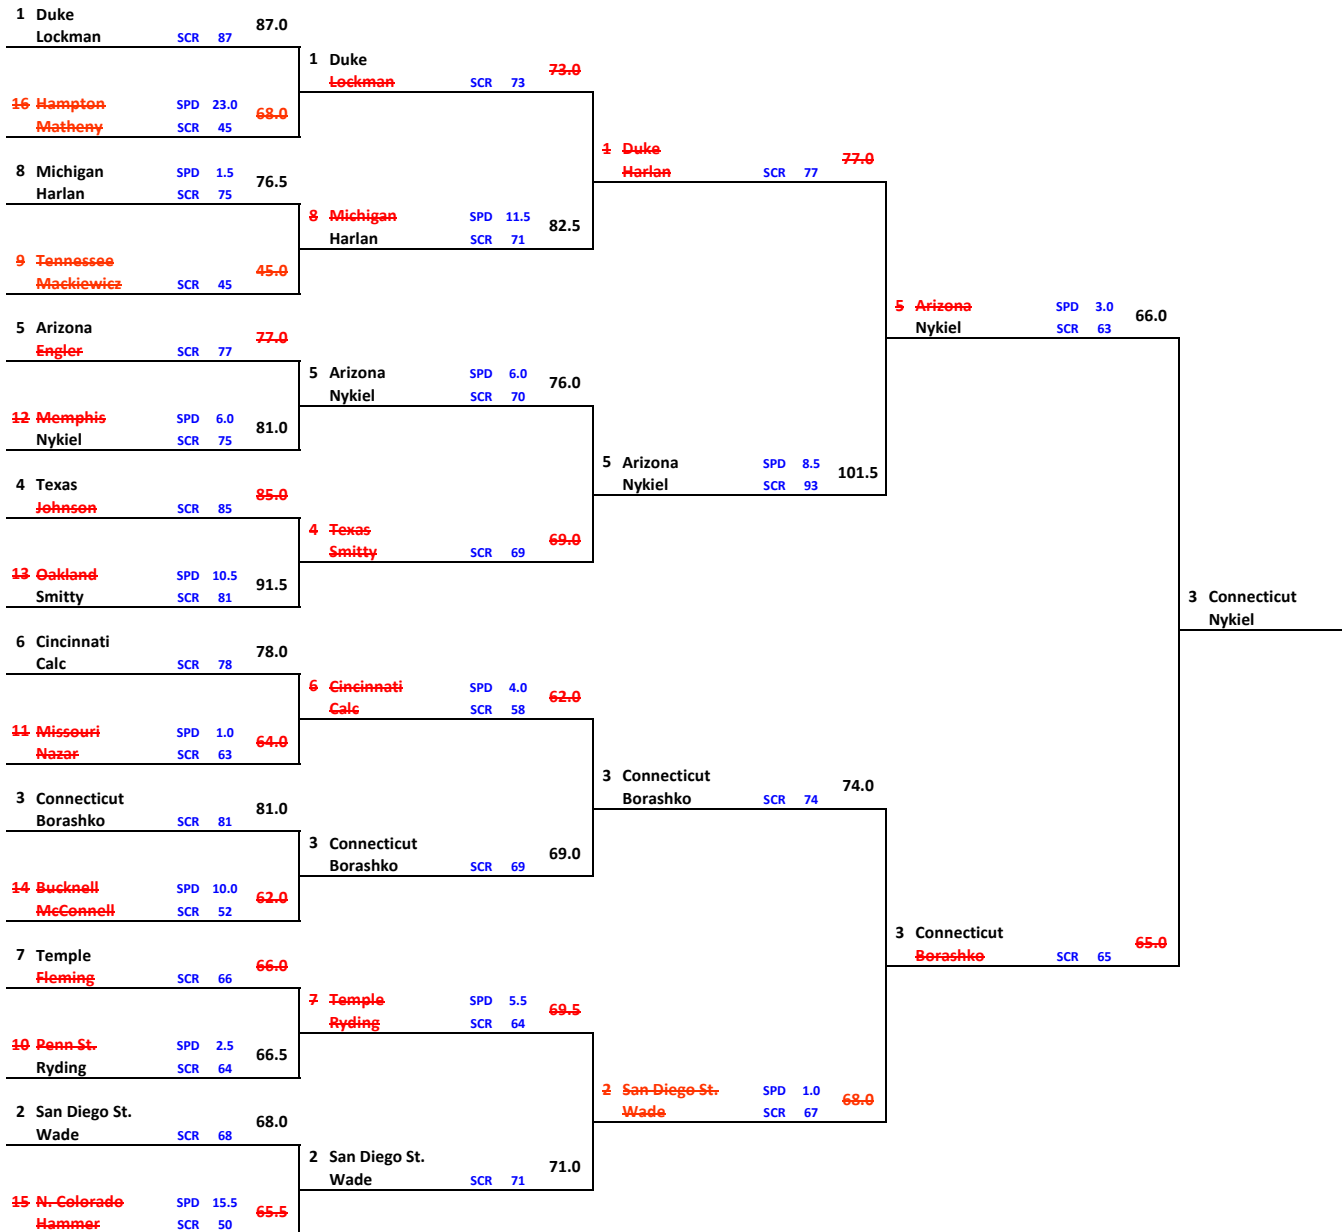 1 Duke 87.0
Lockman SCR 87
16 Hampton SPD 23.0 68.0
Matheny SCR 45
8 Michigan SPD 1.5 76.5
Harlan SCR 75
9 Tennessee 45.0
Mackiewicz SCR 45
5 Arizona 77.0
Engler SCR 77
12 Memphis SPD 6.0 81.0
Nykiel SCR 75
4 Texas 85.0
Johnson SCR 85
13 Oakland SPD 10.5 91.5
Smitty SCR 81
6 Cincinnati 78.0
Calc SCR 78
11 Missouri SPD 1.0 64.0
Nazar SCR 63
3 Connecticut 81.0
Borashko SCR 81
14 Bucknell SPD 10.0 62.0
McConnell SCR 52
7 Temple 66.0
Fleming SCR 66
10 Penn St. SPD 2.5 66.5
Ryding SCR 64
2 San Diego St. 68.0
Wade SCR 68
15 N. Colorado SPD 15.5 65.5
Hammer SCR 50
1 Duke 73.0
Lockman SCR 73
8 Michigan SPD 11.5 82.5
Harlan SCR 71
5 Arizona SPD 6.0 76.0
Nykiel SCR 70
4 Texas 69.0
Smitty SCR 69
6 Cincinnati SPD 4.0 62.0
Calc SCR 58
3 Connecticut 69.0
Borashko SCR 69
7 Temple SPD 5.5 69.5
Ryding SCR 64
2 San Diego St. 71.0
Wade SCR 71
1 Duke 77.0
Harlan SCR 77
5 Arizona SPD 8.5 101.5
Nykiel SCR 93
3 Connecticut 74.0
Borashko SCR 74
2 San Diego St. SPD 1.0 68.0
Wade SCR 67
5 Arizona SPD 3.0 66.0
Nykiel SCR 63
3 Connecticut 65.0
Borashko SCR 65
3 Connecticut
Nykiel